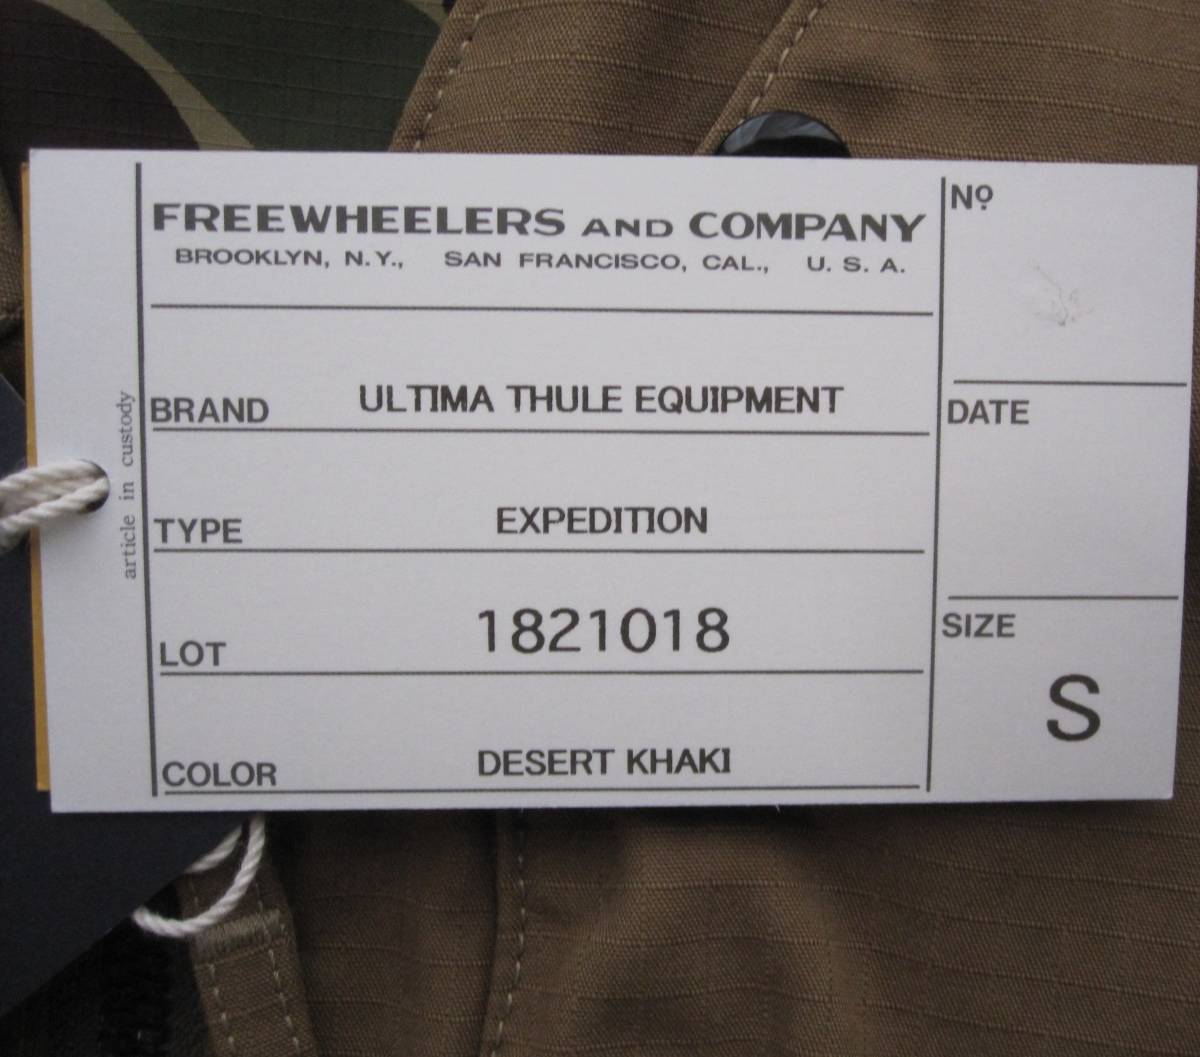 FREEWHEELERS AND COMPANY
BROOKLYN, N.Y., SAN FRANCISCO, CAL., U. S. A.
BRAND ULTIMA THULE EQUIPMENT
TYPE EXPEDITION
LOT 1821018
COLOR DESERT KHAKI
Nº
DATE
SIZE
S
article in custody